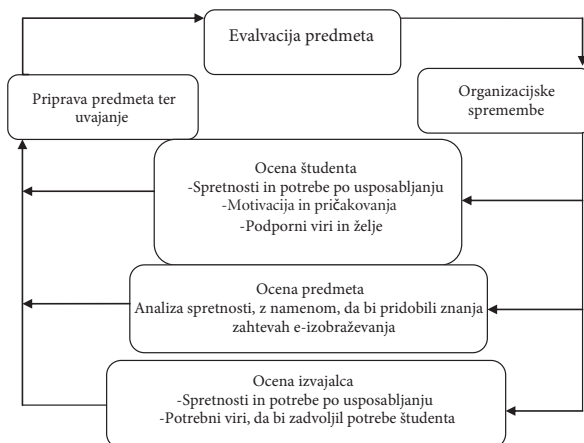 Evalvacija predmeta
Priprava predmeta ter
uvajanje
Organizacijske
spremembe
Ocena študenta
-Spretnosti in potrebe po usposabljanju
-Motivacija in pričakovanja
-Podporni viri in želje
Ocena predmeta
Analiza spretnosti, z namenom, da bi pridobili znanja
zahtevah e-izobraževanja
Ocena izvajalca
-Spretnosti in potrebe po usposabljanju
-Potrebni viri, da bi zadvoljil potrebe študenta